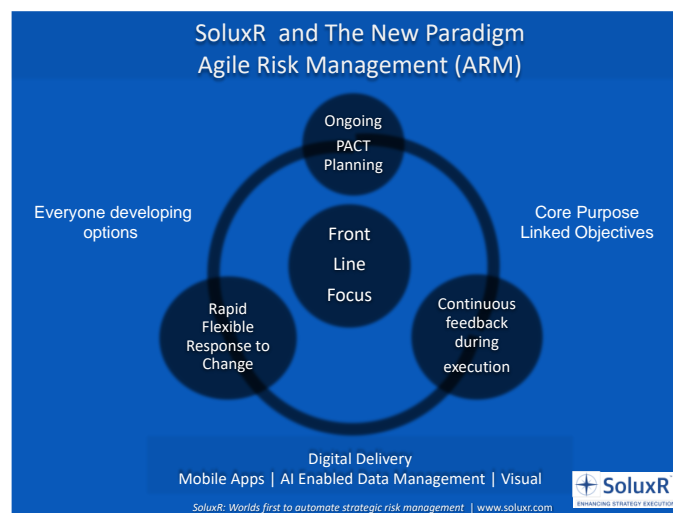 SoluxR and The New Paradigm
Agile Risk Management (ARM)
Ongoing
PACT
Planning
Everyone developing
options
Core Purpose
Linked Objectives
Front
Line
Focus
Rapid
Flexible
Response to
Change
Continuous
feedback
during
execution
Digital Delivery
Mobile Apps | AI Enabled Data Management | Visual
SoluxR
ENHANCING STRATEGY EXECUTION
SoluxR: Worlds first to automate strategic risk management | www.soluxr.com